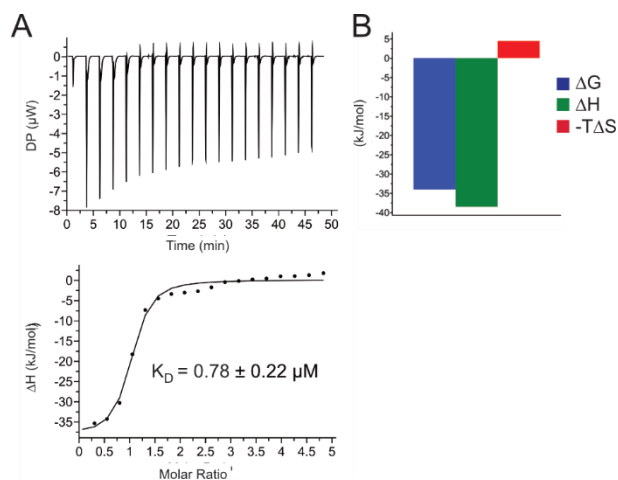 A
0
-1
-2
-3
-4
-5
-6
-7
-8
DP (µW)
0 5 10 15 20 25 30 35 40 45 50
Time (min)
B
5
0
-5
-10
-15
-20
-25
-30
-35
-40
(kJ/mol)
ΔG
ΔH
-TΔS
0
-5
-10
-15
-20
-25
-30
-35
ΔH (kJ/mol)
K_D = 0.78 ± 0.22 µM
0 0.5 1 1.5 2 2.5 3 3.5 4 4.5 5
Molar Ratio